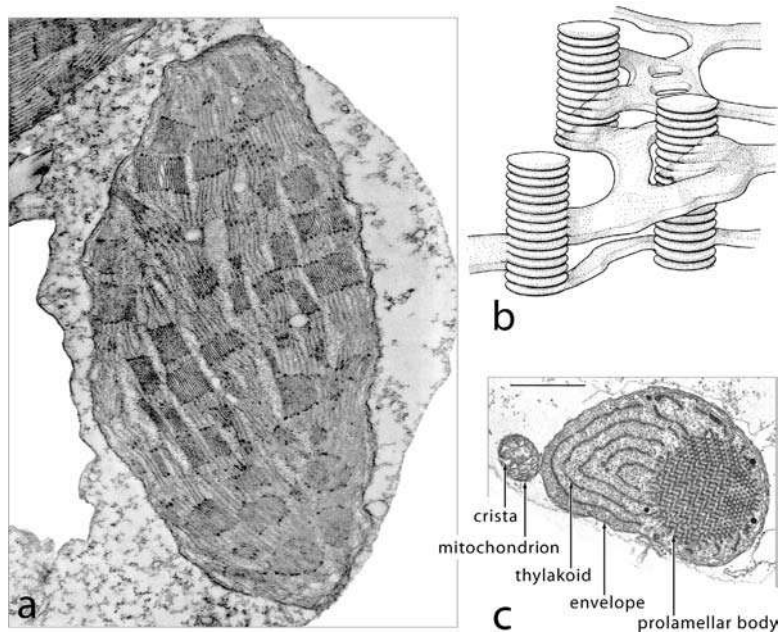 a
b
crista
mitochondrion
thylakoid
envelope
prolamellar body
c